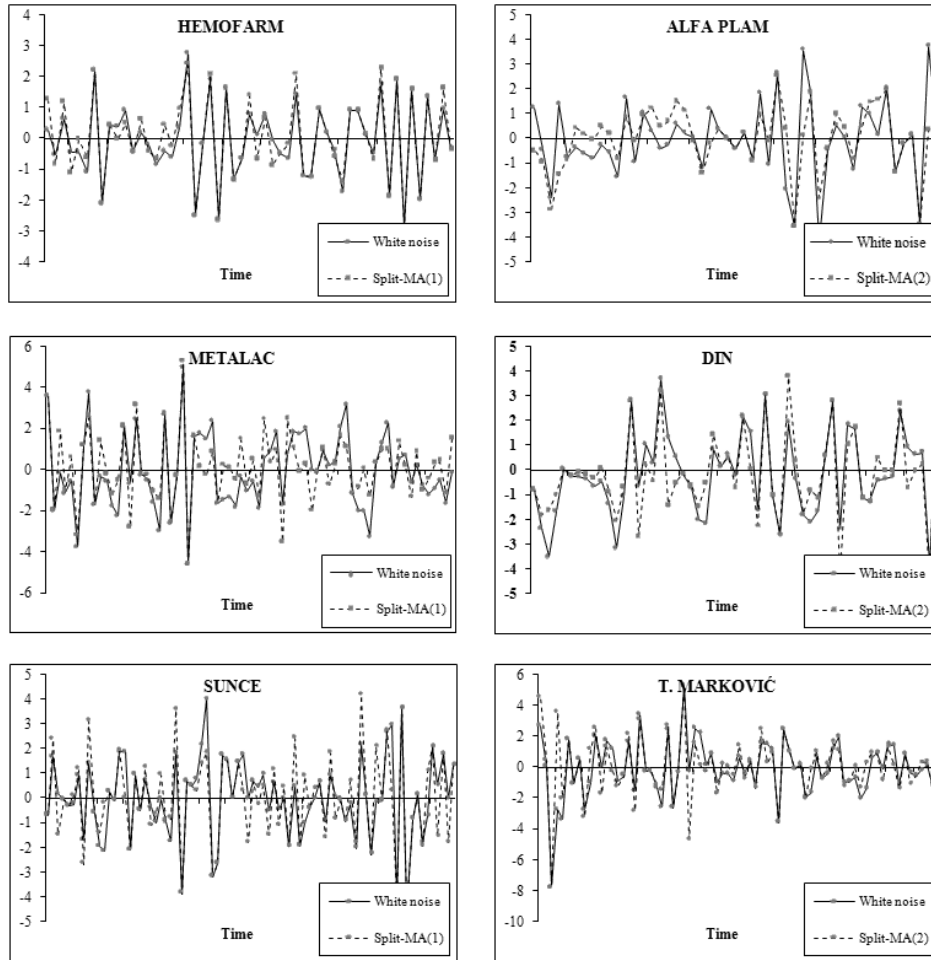 HEMOFARM
4
3
2
1
0
-1
-2
-3
-4
Time
White noise
Split-MA(1)
ALFA PLAM
5
4
3
2
1
0
-1
-2
-3
-4
-5
Time
White noise
Split-MA(2)
METALAC
6
4
2
0
-2
-4
-6
Time
White noise
Split-MA(1)
DIN
5
4
3
2
1
0
-1
-2
-3
-4
-5
Time
White noise
Split-MA(2)
SUNCE
5
4
3
2
1
0
-1
-2
-3
-4
-5
Time
White noise
Split-MA(1)
T. MARKOVIĆ
6
4
2
0
-2
-4
-6
-8
-10
Time
White noise
Split-MA(2)